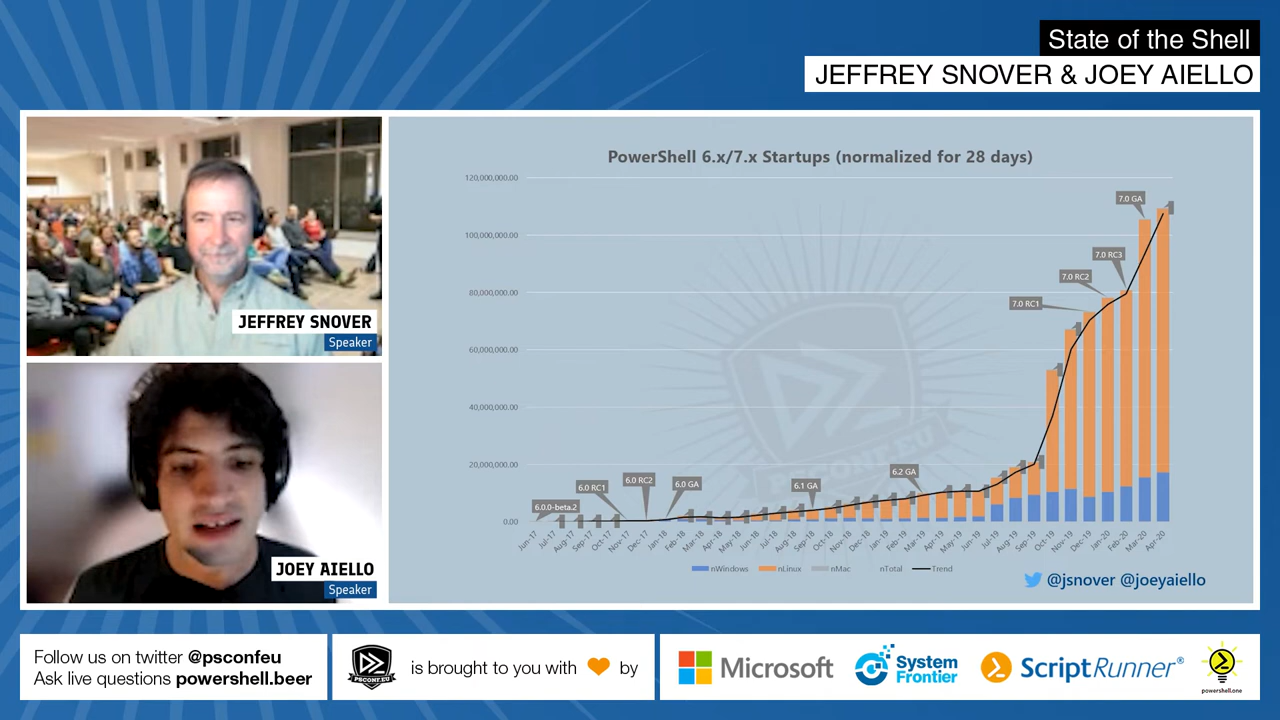 State of the Shell
JEFFREY SNOVER & JOEY AIELLO
JEFFREY SNOVER
Speaker
JOEY AIELLO
Speaker
PowerShell 6.x/7.x Startups (normalized for 28 days)
120,000,000.00
100,000,000.00
80,000,000.00
60,000,000.00
40,000,000.00
20,000,000.00
0.00
6.0.0-beta.2
6.0 RC1
6.0 RC2
6.0 GA
6.1 GA
6.2 GA
7.0 RC1
7.0 RC2
7.0 RC3
7.0 GA
Jun-17
Jul-17
Aug-17
Sep-17
Oct-17
Nov-17
Dec-17
Jan-18
Feb-18
Mar-18
Apr-18
May-18
Jun-18
Jul-18
Aug-18
Sep-18
Oct-18
Nov-18
Dec-18
Jan-19
Feb-19
Mar-19
Apr-19
May-19
Jun-19
Jul-19
Aug-19
Sep-19
Oct-19
Nov-19
Dec-19
Jan-20
Feb-20
Mar-20
Apr-20
nWindows nLinux nMac nTotal Trend
PSCONF.EU
@jsnover @joeyaiello
Follow us on twitter @psconfeu
Ask live questions powershell.beer
PSCONF.EU
is brought to you with by
Microsoft
System
Frontier
ScriptRunner®
powershell.one